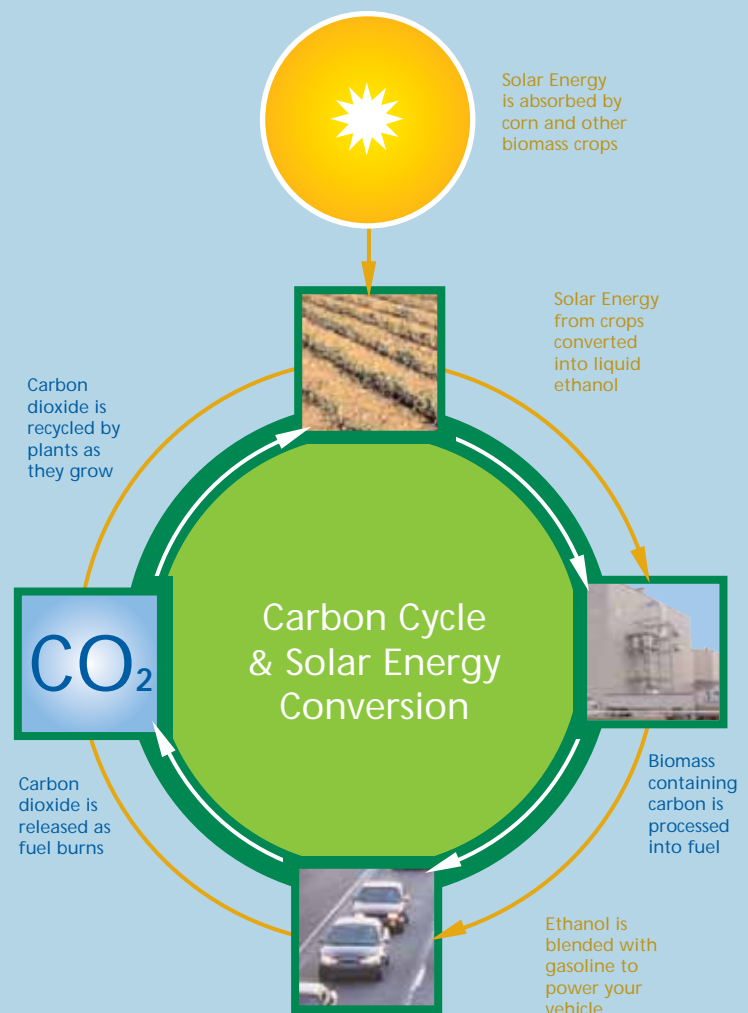 Solar Energy
is absorbed by
corn and other
biomass crops
Solar Energy
from crops
converted
into liquid
ethanol
Carbon
dioxide is
recycled by
plants as
they grow
Carbon Cycle
& Solar Energy
Conversion
CO₂
Biomass
containing
carbon is
processed
into fuel
Carbon
dioxide is
released as
fuel burns
Ethanol is
blended with
gasoline to
power your
vehicle